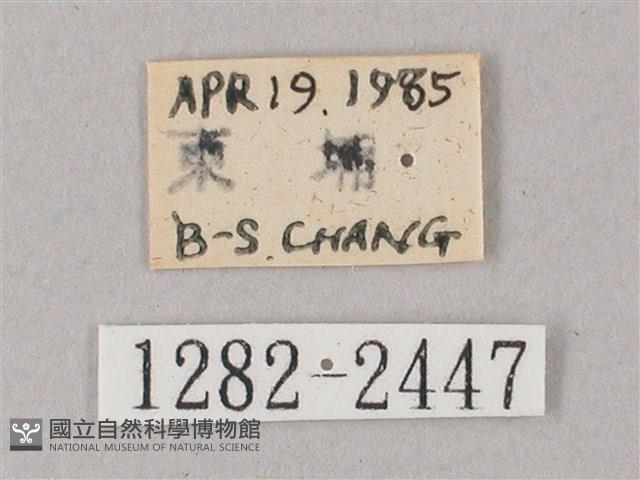 APR 19. 1985
東 埔
B-S. CHANG
1282-2447
國立自然科學博物館
NATIONAL MUSEUM OF NATURAL SCIENCE